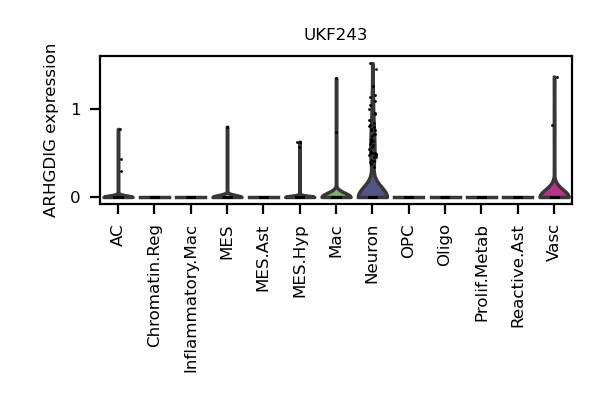 UKF243
ARHGDIG expression
1
0
AC
Chromatin.Reg
Inflammatory.Mac
MES
MES.Ast
MES.Hyp
Mac
Neuron
OPC
Oligo
Prolif.Metab
Reactive.Ast
Vasc